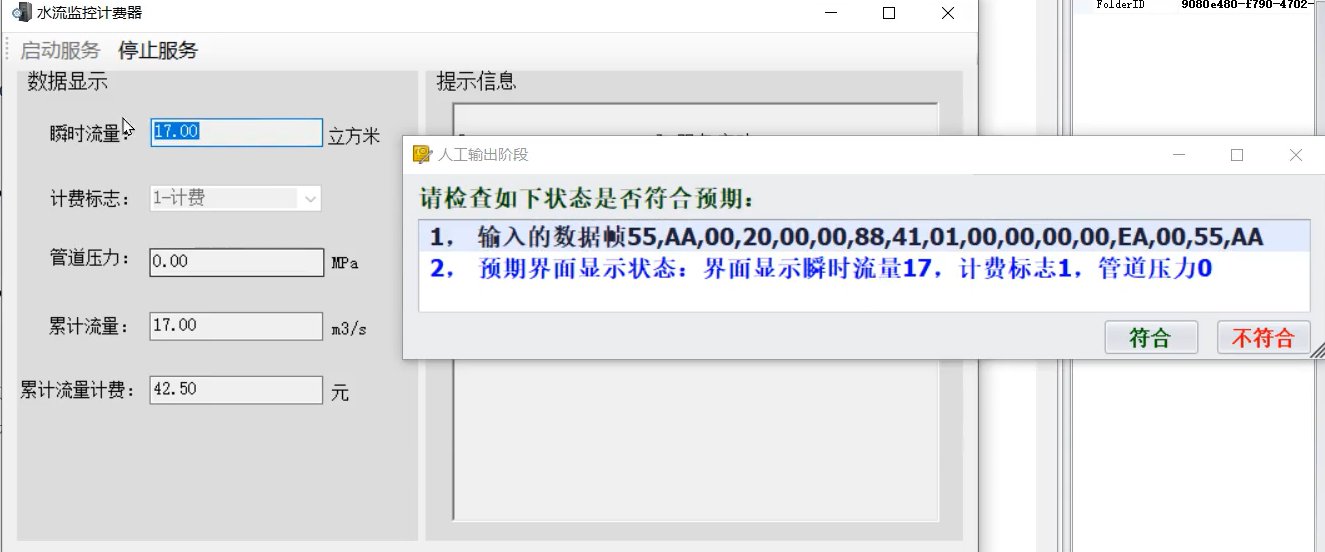 水流监控计费器
启动服务 停止服务
数据显示
瞬时流量： 17.00 立方米
计费标志： 1-计费
管道压力： 0.00 MPa
累计流量： 17.00 m3/s
累计流量计费： 42.50 元
提示信息
人工输出阶段
请检查如下状态是否符合预期：
1， 输入的数据帧55,AA,00,20,00,00,88,41,01,00,00,00,00,EA,00,55,AA
2， 预期界面显示状态：界面显示瞬时流量17，计费标志1，管道压力0
符合 不符合
FolderID 9080e480-f790-4702-